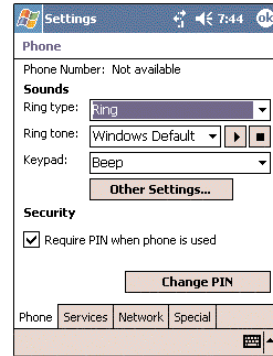 Settings 7:44 ok
Phone
Phone Number: Not available
Sounds
Ring type: Ring
Ring tone: Windows Default
Keypad: Beep
Other Settings...
Security
Require PIN when phone is used
Change PIN
Phone Services Network Special